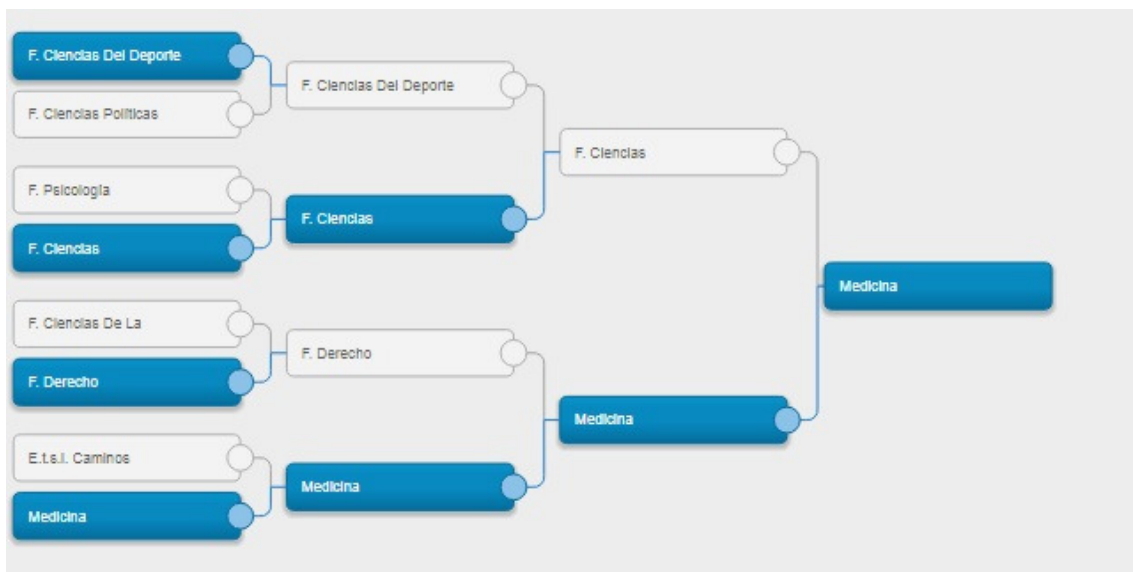 F. Ciencias Del Deporte
F. Ciencias Políticas
F. Psicología
F. Ciencias
F. Ciencias De La
F. Derecho
E.t.s.I. Caminos
Medicina
F. Ciencias Del Deporte
F. Ciencias
F. Derecho
Medicina
F. Ciencias
Medicina
Medicina